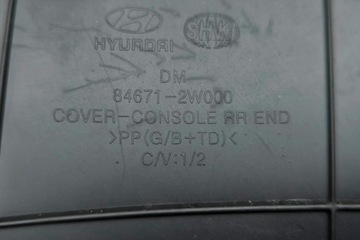 HYUNDAI
DM
84671-2W000
COVER-CONSOLE RR END
>PP(G/B+TD)<
C/V:1/2